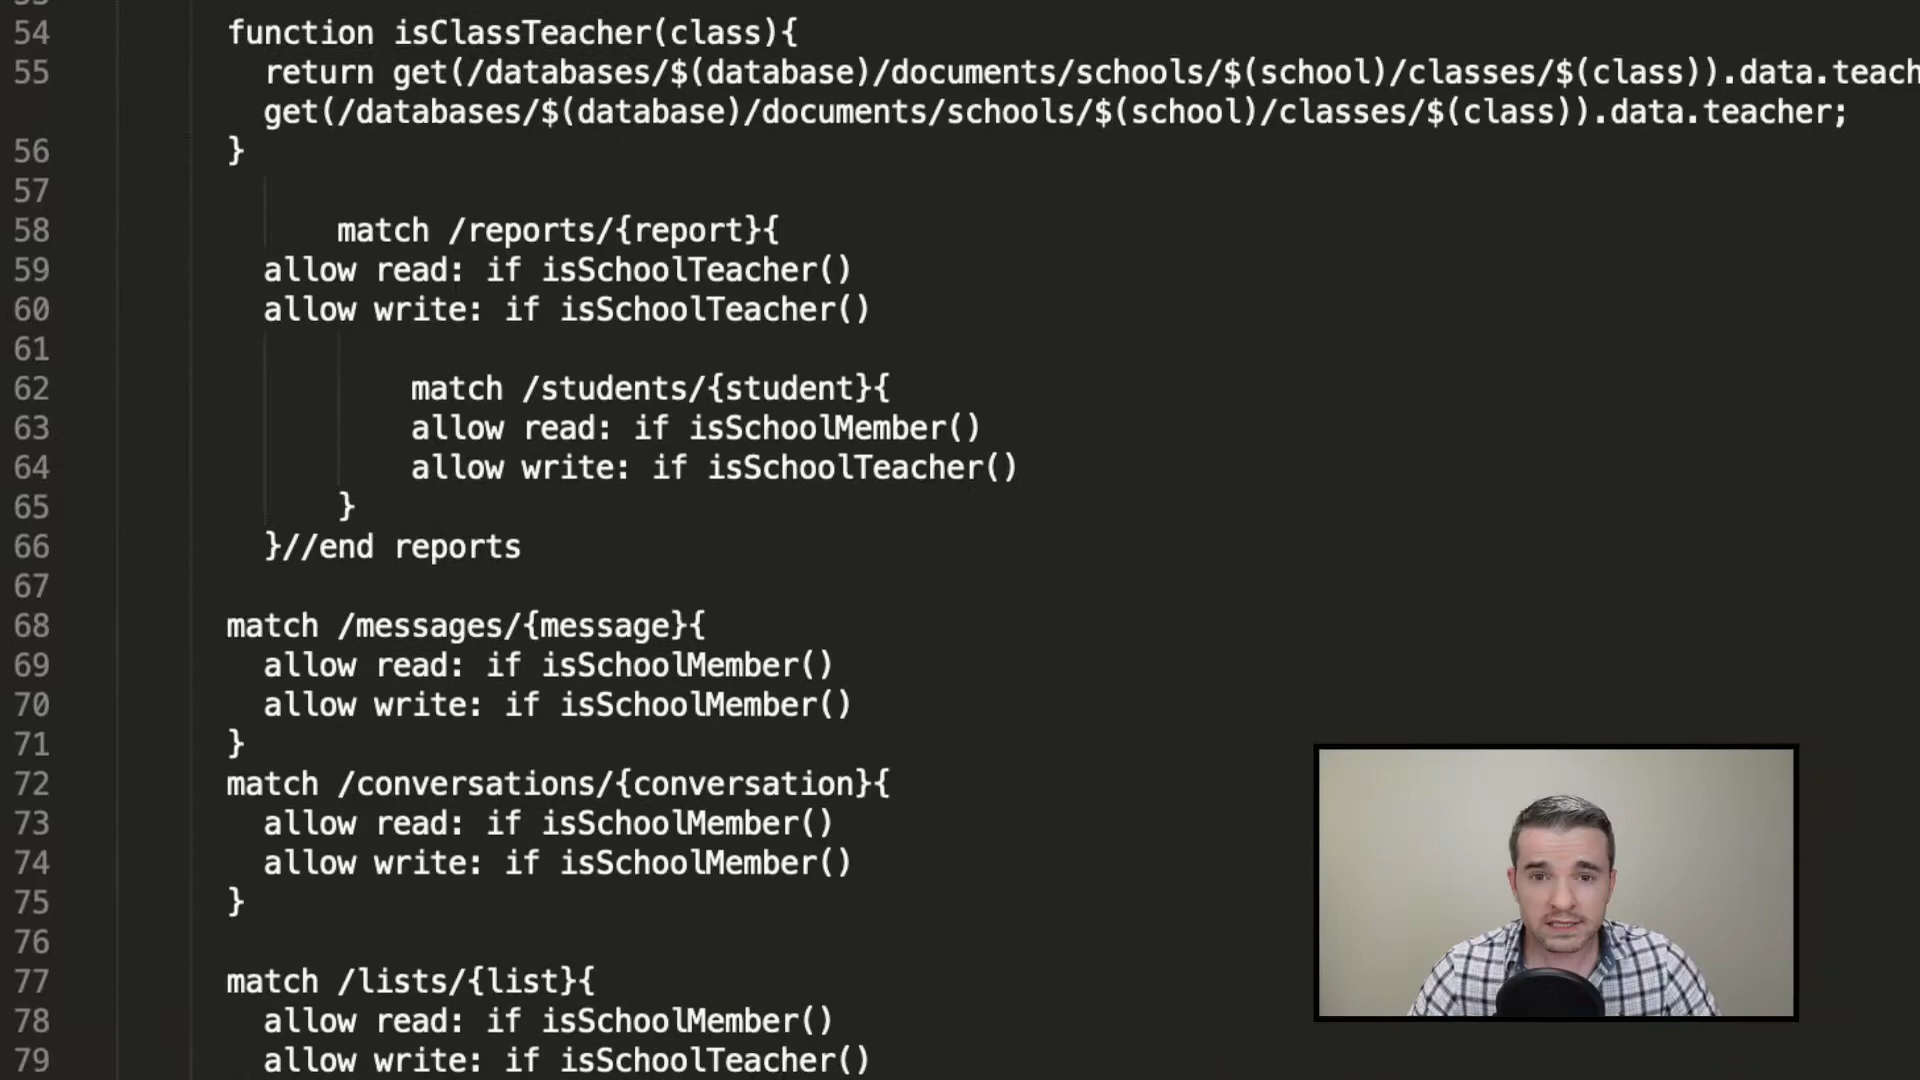 54 function isClassTeacher(class){
55 return get(/databases/$(database)/documents/schools/$(school)/classes/$(class)).data.teach
get(/databases/$(database)/documents/schools/$(school)/classes/$(class)).data.teacher;
56 }
57
58 match /reports/{report}{
59 allow read: if isSchoolTeacher()
60 allow write: if isSchoolTeacher()
61
62 match /students/{student}{
63 allow read: if isSchoolMember()
64 allow write: if isSchoolTeacher()
65 }
66 }//end reports
67
68 match /messages/{message}{
69 allow read: if isSchoolMember()
70 allow write: if isSchoolMember()
71 }
72 match /conversations/{conversation}{
73 allow read: if isSchoolMember()
74 allow write: if isSchoolMember()
75 }
76
77 match /lists/{list}{
78 allow read: if isSchoolMember()
79 allow write: if isSchoolTeacher()